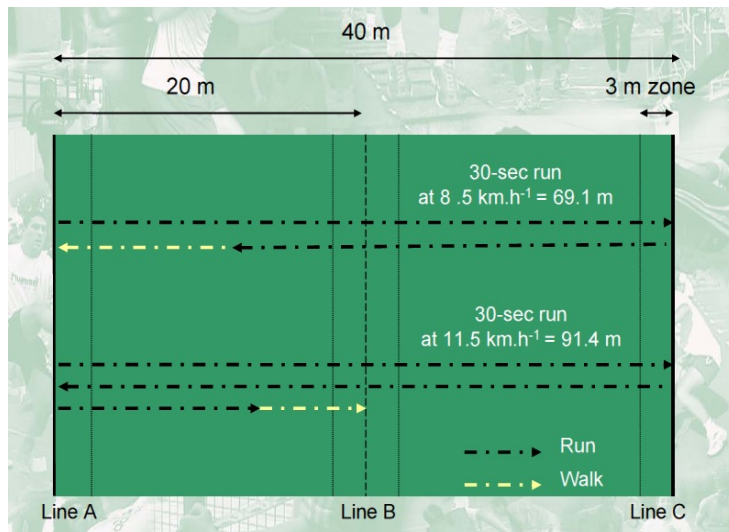 40 m
20 m
3 m zone
30-sec run
at 8 .5 km.h⁻¹ = 69.1 m
30-sec run
at 11.5 km.h⁻¹ = 91.4 m
Run
Walk
Line A
Line B
Line C